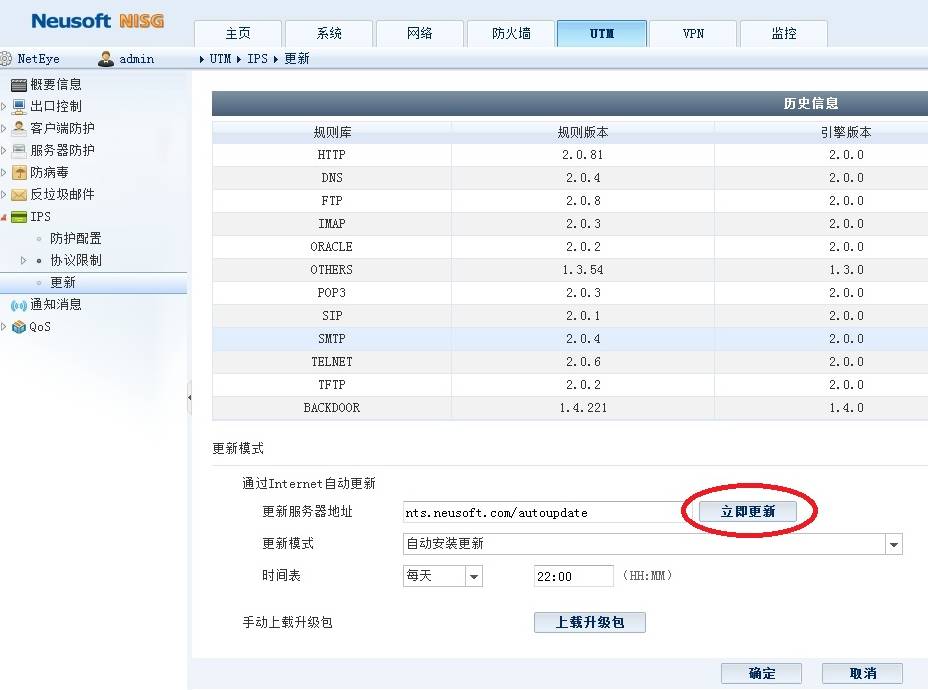 Neusoft NISG
主页 系统 网络 防火墙 UTM VPN 监控
NetEye admin UTM IPS 更新
概要信息
出口控制
客户端防护
服务器防护
防病毒
反垃圾邮件
IPS
防护配置
协议限制
更新
通知消息
QoS
历史信息
规则库 规则版本 引擎版本
HTTP 2.0.81 2.0.0
DNS 2.0.4 2.0.0
FTP 2.0.8 2.0.0
IMAP 2.0.3 2.0.0
ORACLE 2.0.2 2.0.0
OTHERS 1.3.54 1.3.0
POP3 2.0.3 2.0.0
SIP 2.0.1 2.0.0
SMTP 2.0.4 2.0.0
TELNET 2.0.6 2.0.0
TFTP 2.0.2 2.0.0
BACKDOOR 1.4.221 1.4.0
更新模式
通过Internet自动更新
更新服务器地址 nts.neusoft.com/autoupdate 立即更新
更新模式 自动安装更新
时间表 每天 22:00 (HH:MM)
手动上载升级包 上载升级包
确定 取消